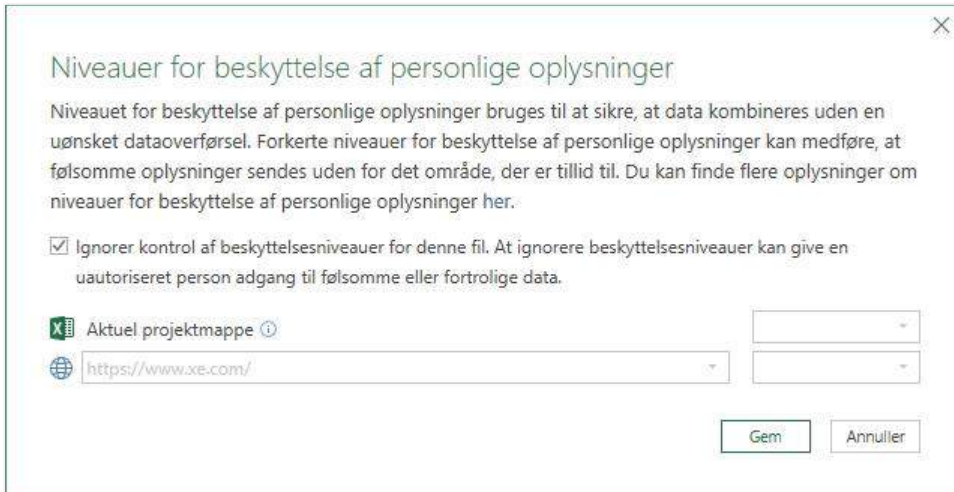 Niveauer for beskyttelse af personlige oplysninger
Niveauet for beskyttelse af personlige oplysninger bruges til at sikre, at data kombineres uden en
uønsket dataoverførsel. Forkerte niveauer for beskyttelse af personlige oplysninger kan medføre, at
følsomme oplysninger sendes uden for det område, der er tillid til. Du kan finde flere oplysninger om
niveauer for beskyttelse af personlige oplysninger her.
Ignorer kontrol af beskyttelsesniveauer for denne fil. At ignorere beskyttelsesniveauer kan give en
uautoriseret person adgang til følsomme eller fortrolige data.
Aktuel projektmappe
https://www.xe.com/
Gem Annuller